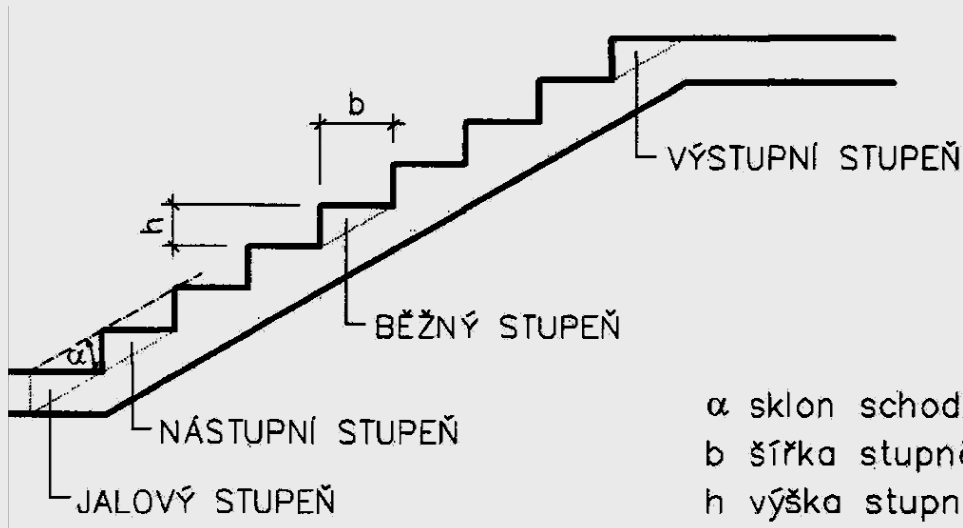 b
VÝSTUPNÍ STUPEŇ
h
BĚŽNÝ STUPEŇ
α
NÁSTUPNÍ STUPEŇ
JALOVÝ STUPEŇ
α sklon schod
b šířka stupně
h výška stupn